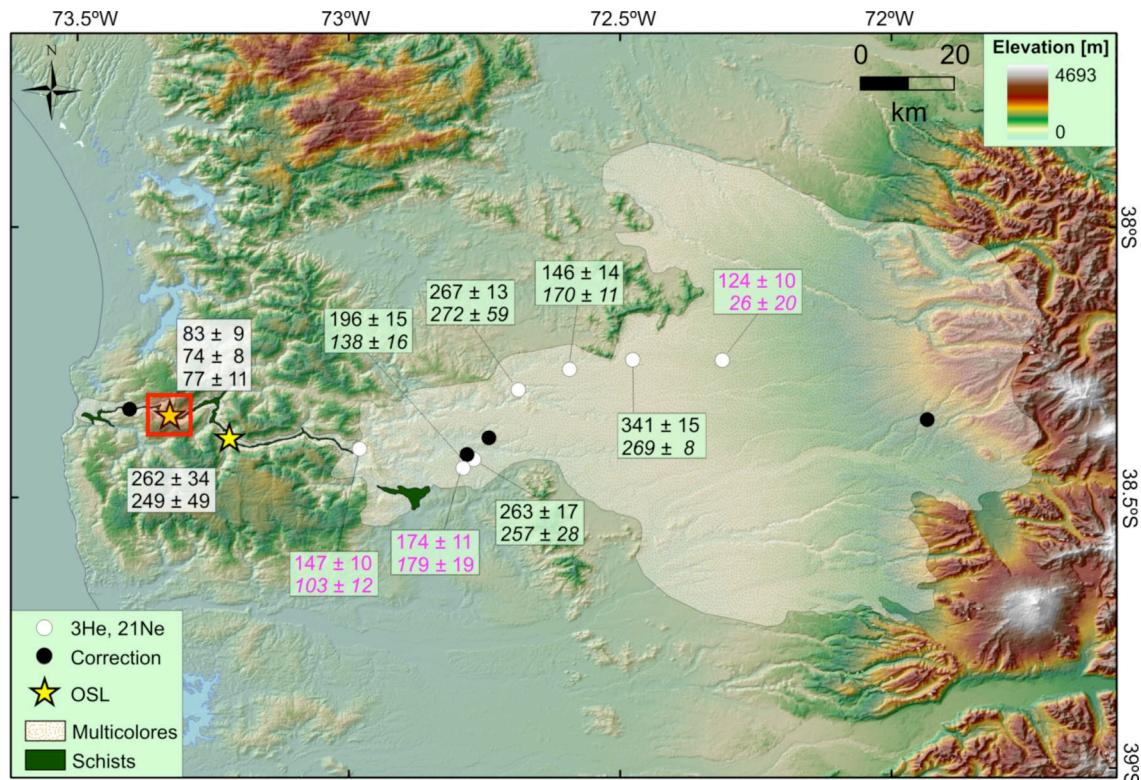 73.5ºW
73ºW
72.5ºW
72ºW
N
0 20
km
Elevation [m]
4693
0
38ºS
146 ± 14
170 ± 11
124 ± 10
26 ± 20
267 ± 13
272 ± 59
196 ± 15
138 ± 16
83 ± 9
74 ± 8
77 ± 11
341 ± 15
269 ± 8
262 ± 34
249 ± 49
38.5ºS
263 ± 17
257 ± 28
174 ± 11
179 ± 19
147 ± 10
103 ± 12
3He, 21Ne
Correction
OSL
Multicolores
Schists
39ºS